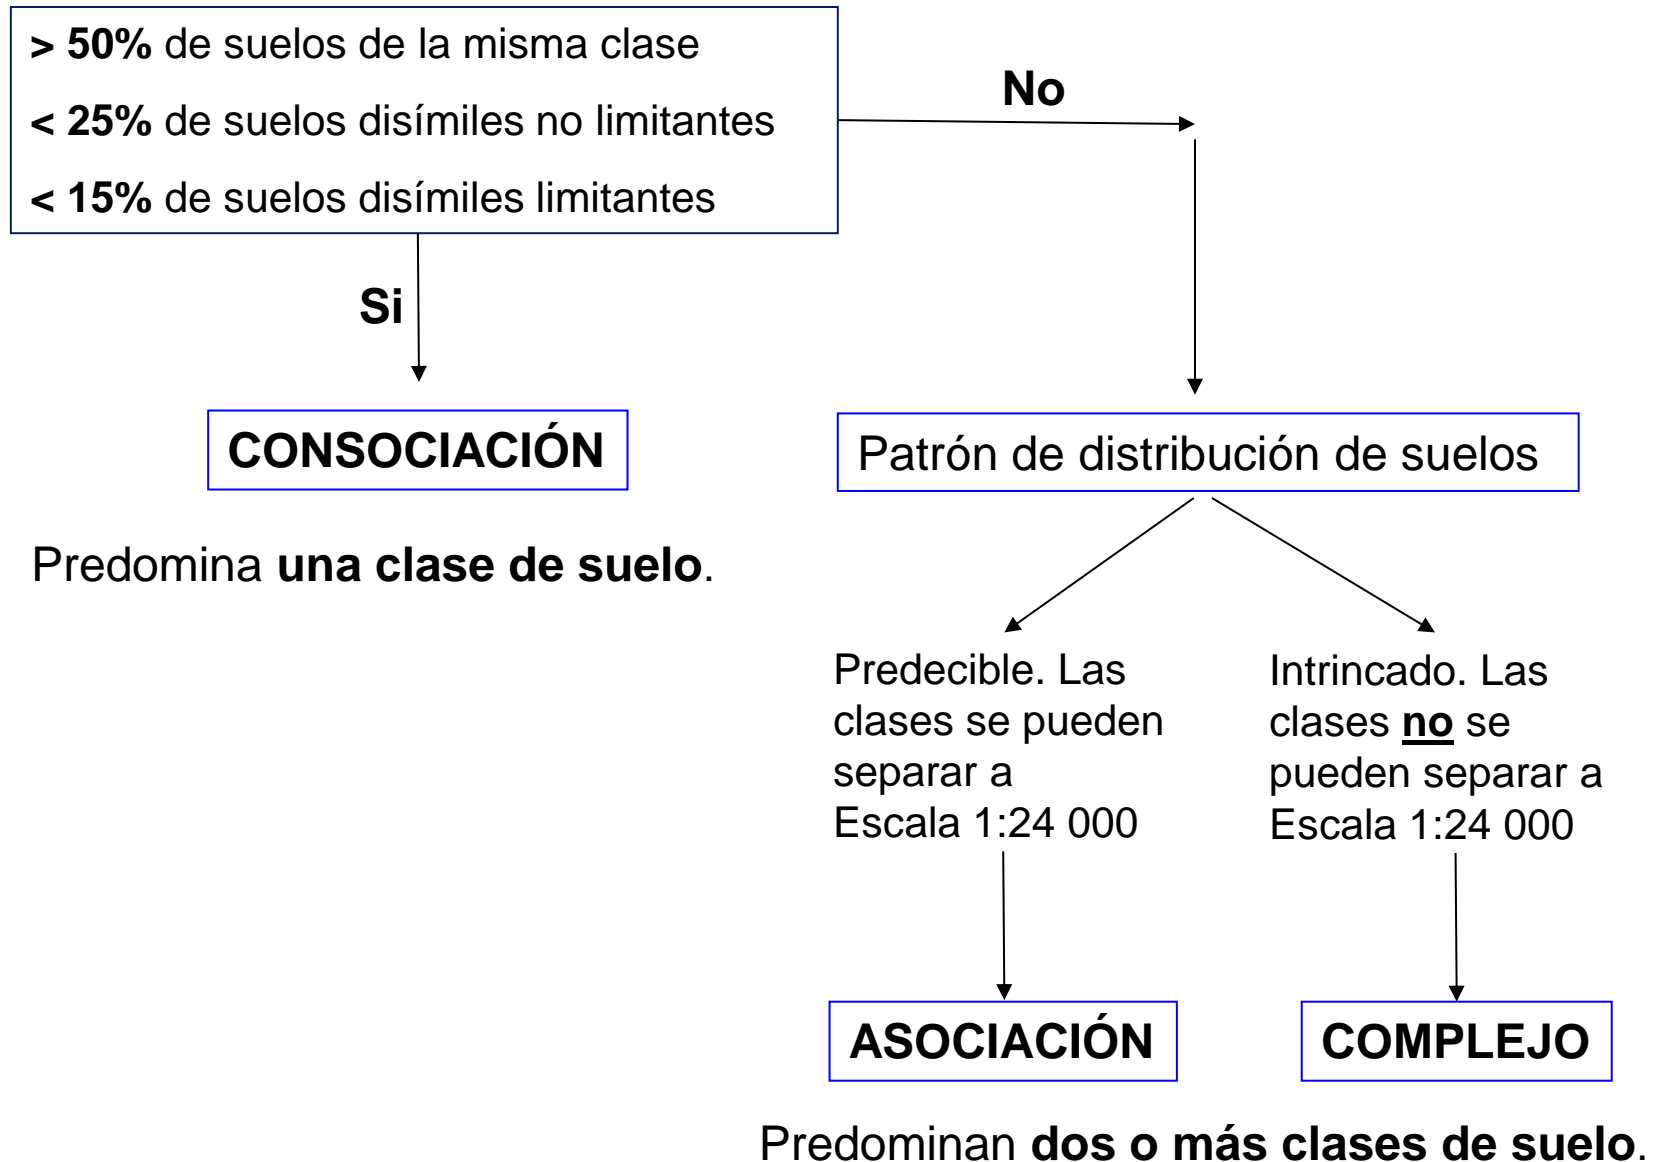 > 50% de suelos de la misma clase
< 25% de suelos disímiles no limitantes
< 15% de suelos disímiles limitantes
No
Si
CONSOCIACIÓN
Patrón de distribución de suelos
Predomina una clase de suelo.
Predecible. Las
clases se pueden
separar a
Escala 1:24 000
Intrincado. Las
clases no se
pueden separar a
Escala 1:24 000
ASOCIACIÓN
COMPLEJO
Predominan dos o más clases de suelo.